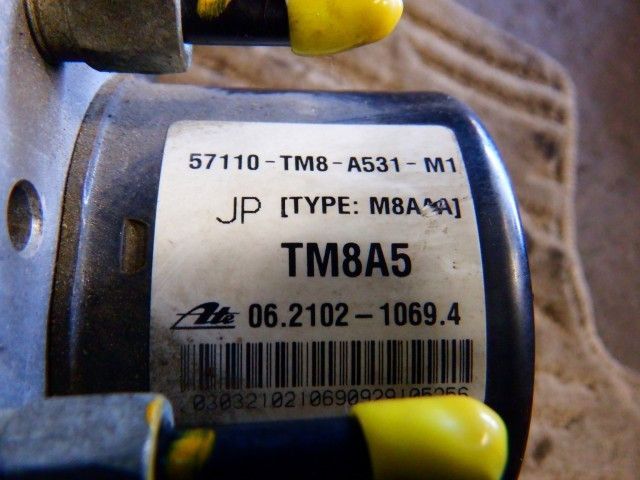 57110-TM8-A531-M1
JP [TYPE: M8AAA]
TM8A5
Ate 06.2102-1069.4